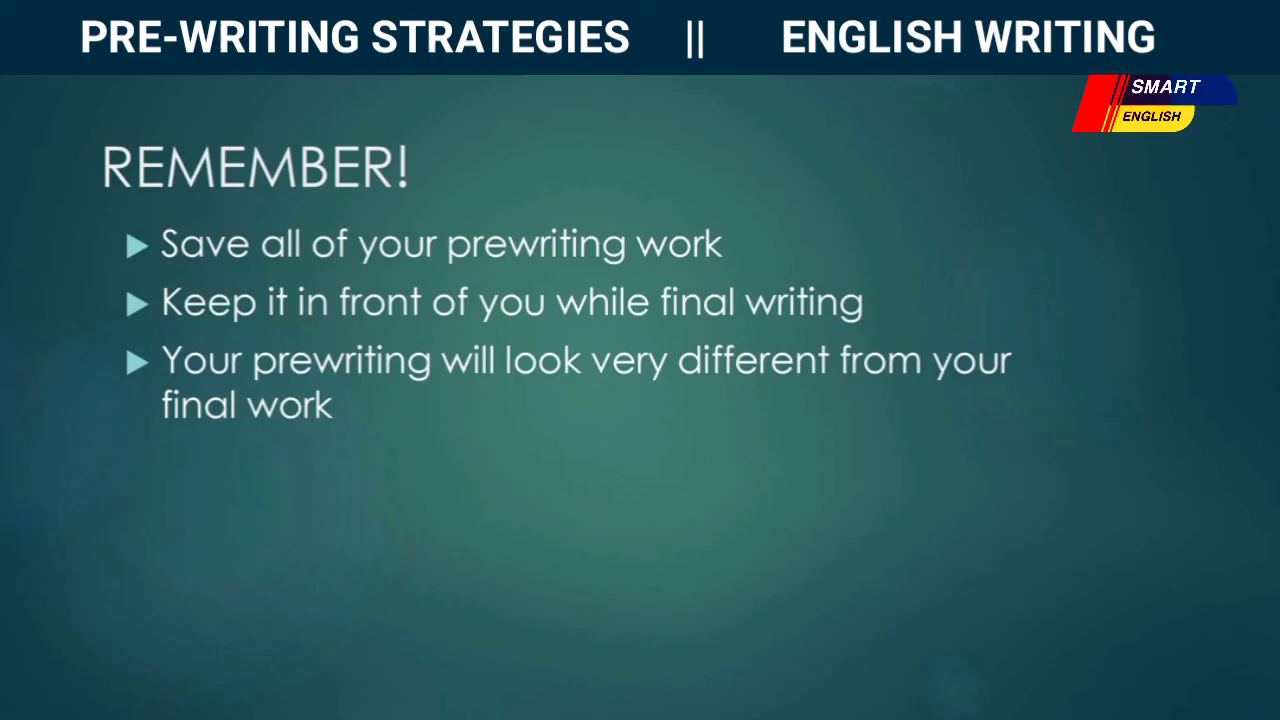 PRE-WRITING STRATEGIES || ENGLISH WRITING
SMART
ENGLISH
REMEMBER!
Save all of your prewriting work
Keep it in front of you while final writing
Your prewriting will look very different from your
final work